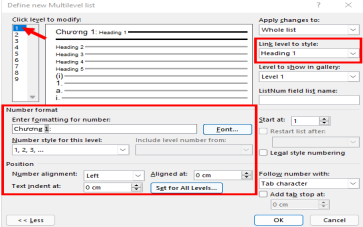 Define new Multilevel list
Click level to modify:
1
2
3
4
5
6
7
8
9
Chương 1: Heading 1
Heading 2
Heading 3
Heading 4
Heading 5
(i)
1.
a.
i.
Apply changes to:
Whole list
Link level to style:
Heading 1
Level to show in gallery:
Level 1
ListNum field list name:
Number format
Enter formatting for number:
Chương 1:
Font...
Number style for this level:
Include level number from:
1, 2, 3, ...
Position
Number alignment: Left Aligned at: 0 cm
Text indent at: 0 cm Set for All Levels...
Start at: 1
Restart list after:
Legal style numbering
Follow number with:
Tab character
Add tab stop at:
0 cm
<< Less
OK
Cancel